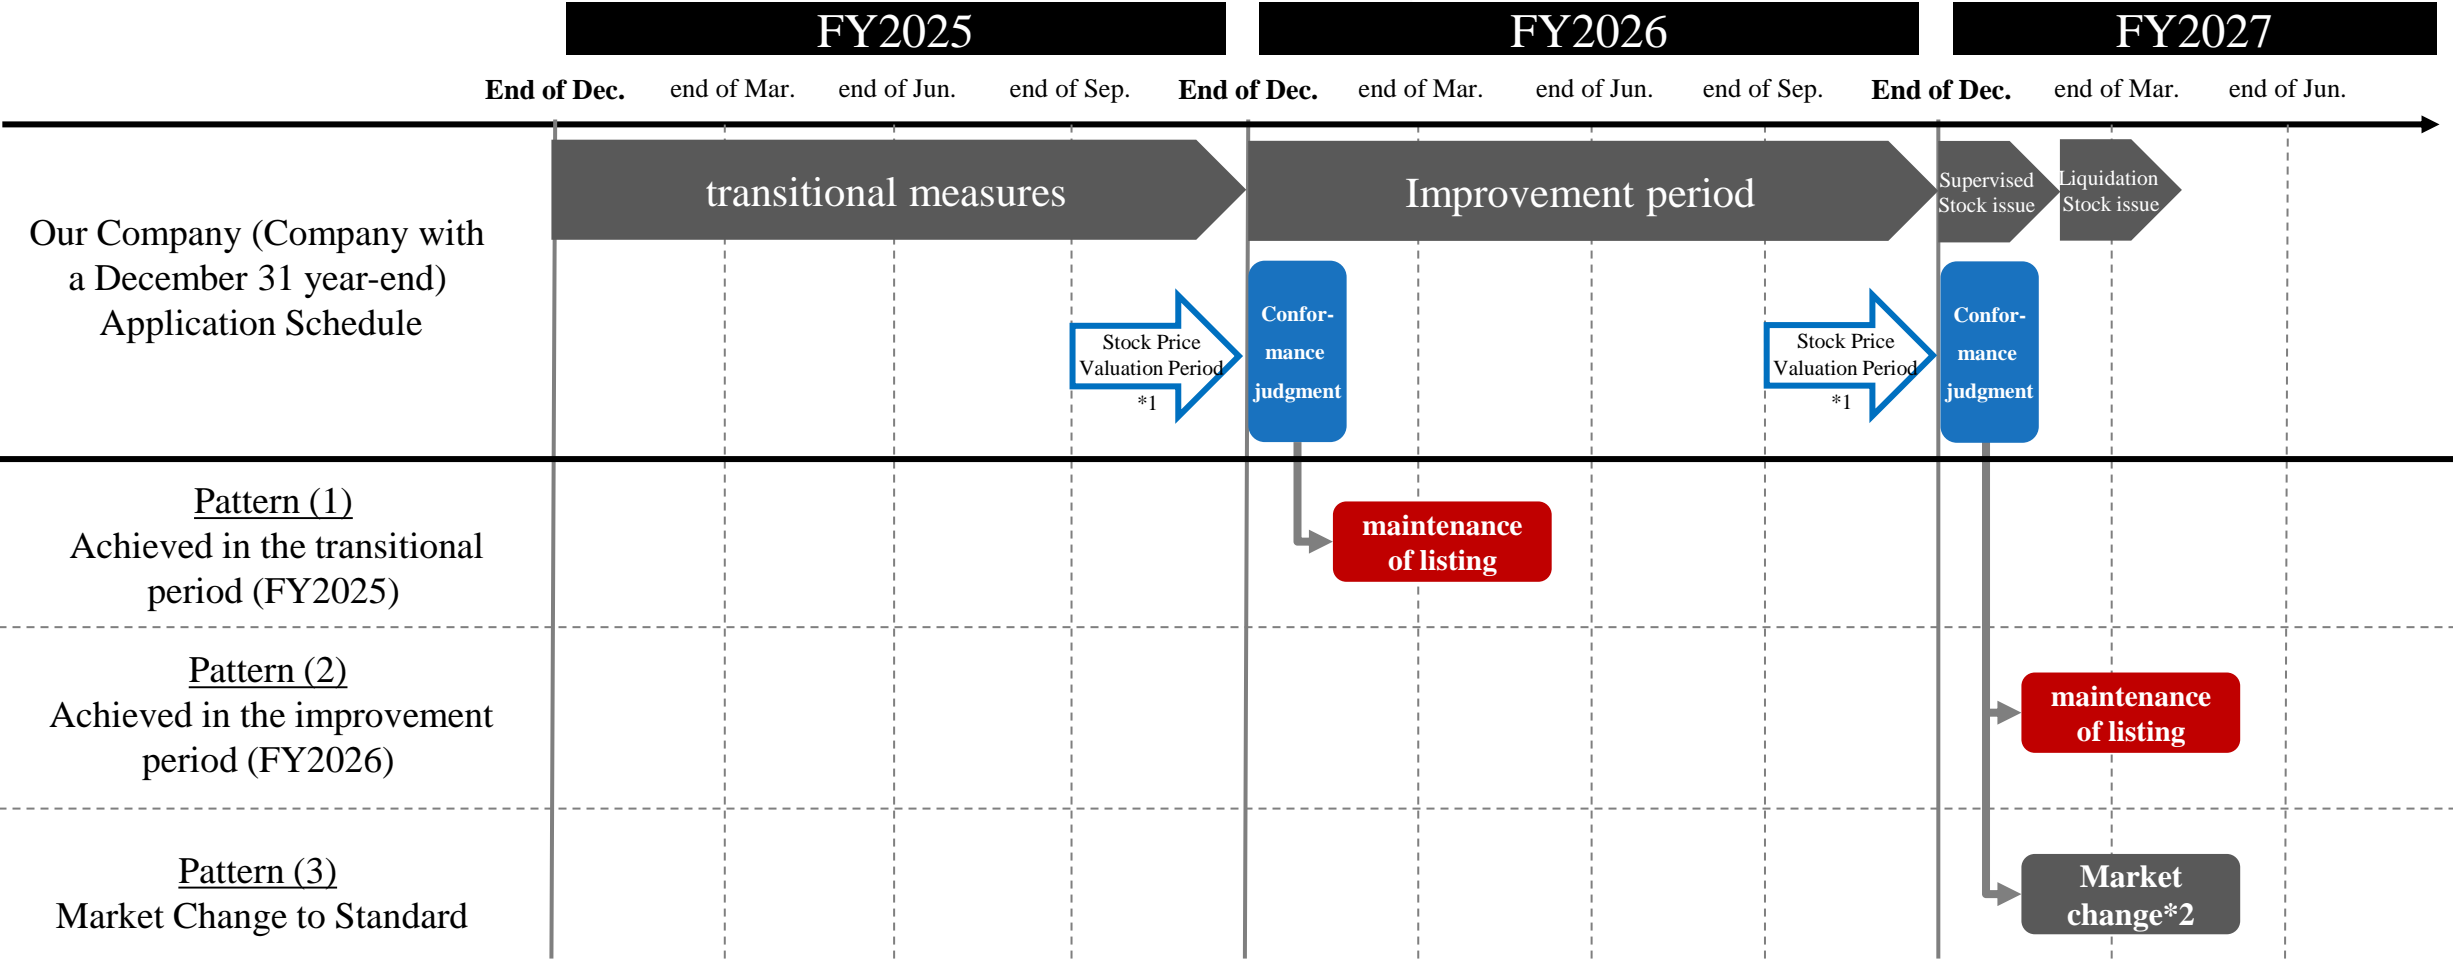 FY2025
FY2026
FY2027
End of Dec.
end of Mar.
end of Jun.
end of Sep.
End of Dec.
end of Mar.
end of Jun.
end of Sep.
End of Dec.
end of Mar.
end of Jun.
Our Company (Company with
a December 31 year-end)
Application Schedule
transitional measures
Improvement period
Supervised
Stock issue
Liquidation
Stock issue
Stock Price
Valuation Period
*1
Confor-
mance
judgment
Stock Price
Valuation Period
*1
Confor-
mance
judgment
Pattern (1)
Achieved in the transitional
period (FY2025)
maintenance
of listing
Pattern (2)
Achieved in the improvement
period (FY2026)
maintenance
of listing
Pattern (3)
Market Change to Standard
Market
change*2